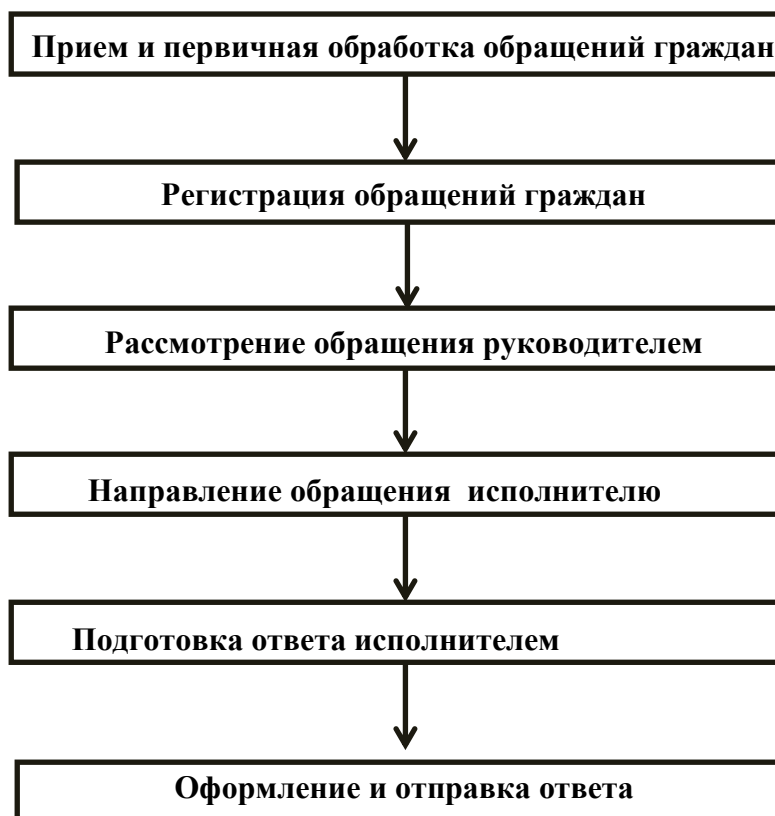 Прием и первичная обработка обращений граждан
Регистрация обращений граждан
Рассмотрение обращения руководителем
Направление обращения исполнителю
Подготовка ответа исполнителем
Оформление и отправка ответа